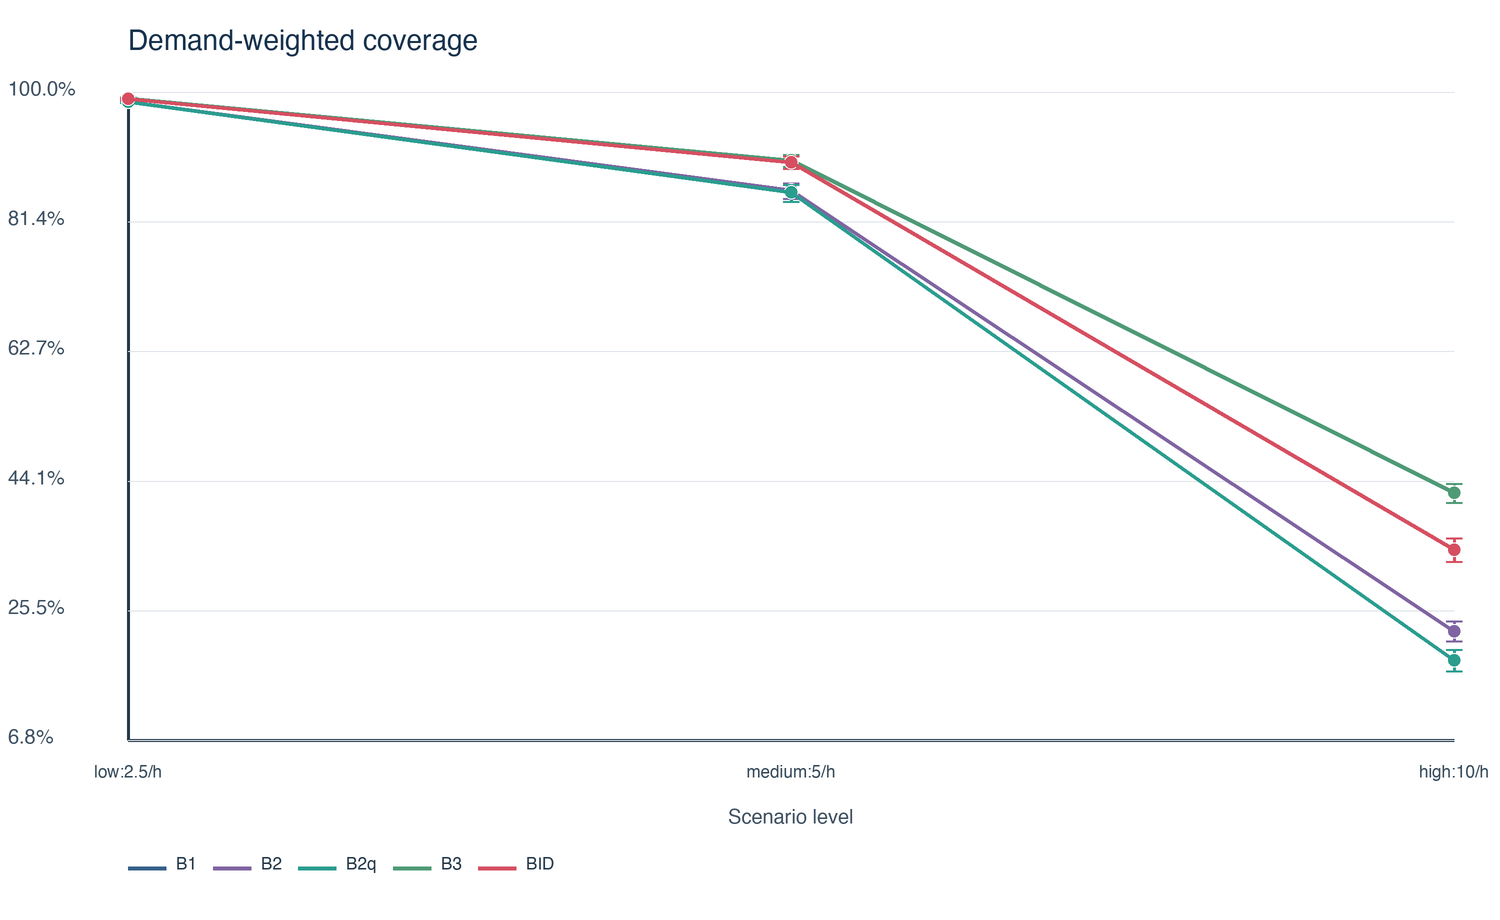 Demand-weighted coverage
100.0%
81.4%
62.7%
44.1%
25.5%
6.8%
low:2.5/h medium:5/h high:10/h
Scenario level
B1 B2 B2q B3 BID